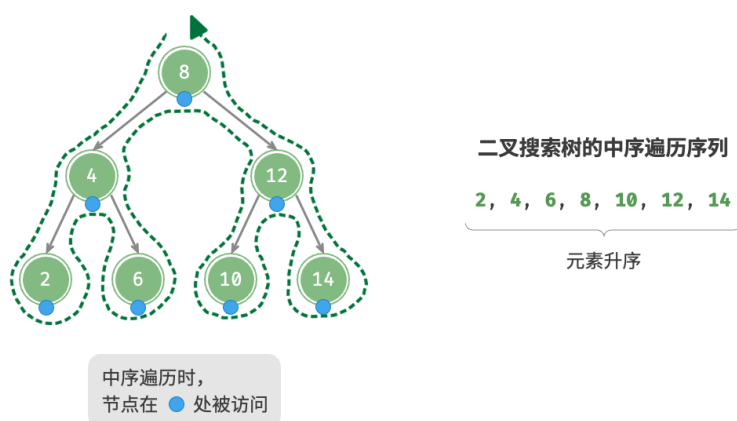 8
4
12
2
6
10
14
二叉搜索树的中序遍历序列
2, 4, 6, 8, 10, 12, 14
元素升序
中序遍历时，
节点在 处被访问